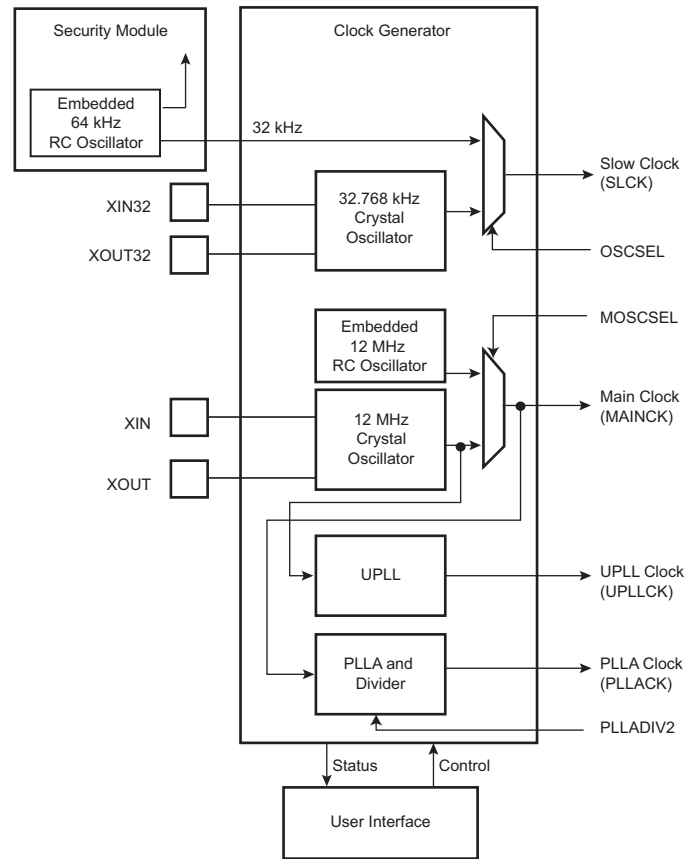 Security Module
Clock Generator
Embedded
64 kHz
RC Oscillator
32 kHz
Slow Clock
(SLCK)
XIN32
32.768 kHz
Crystal
Oscillator
XOUT32
OSCSEL
MOSCSEL
Embedded
12 MHz
RC Oscillator
Main Clock
(MAINCK)
XIN
12 MHz
Crystal
Oscillator
XOUT
UPLL
UPLL Clock
(UPLLCK)
PLLA and
Divider
PLLA Clock
(PLLACK)
PLLADIV2
Status
Control
User Interface